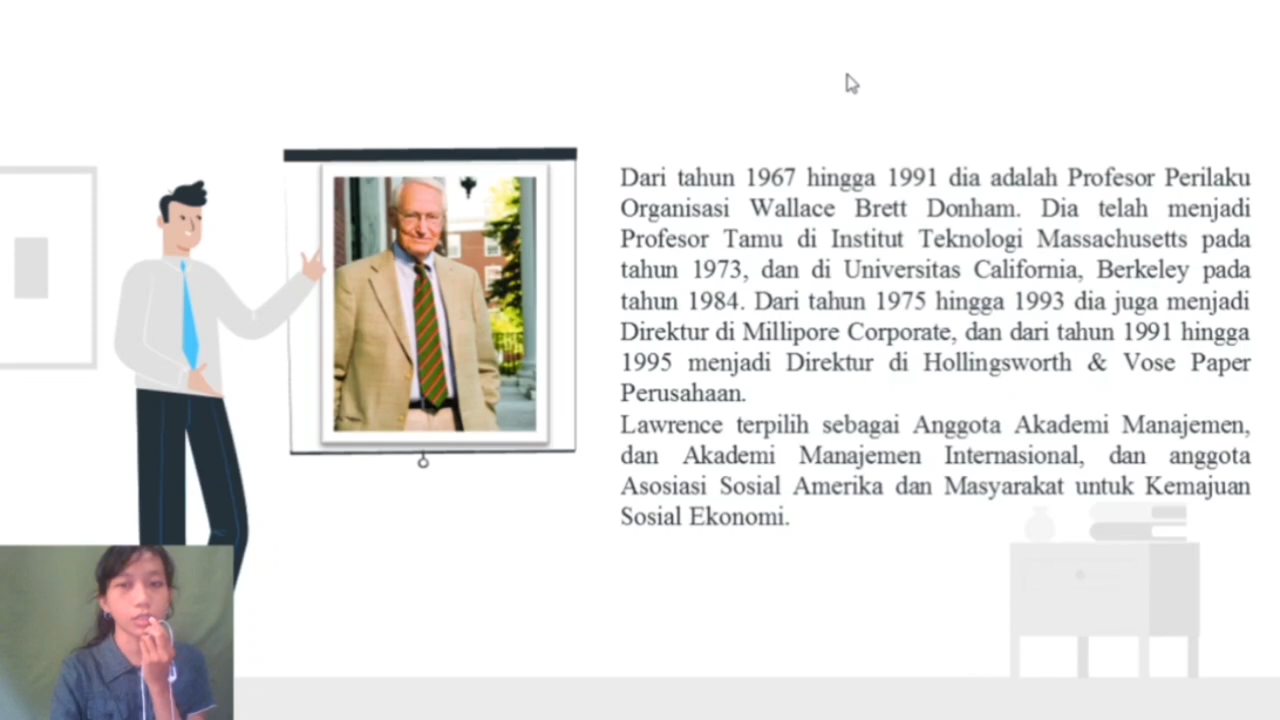 Dari tahun 1967 hingga 1991 dia adalah Profesor Perilaku
Organisasi Wallace Brett Donham. Dia telah menjadi
Profesor Tamu di Institut Teknologi Massachusetts pada
tahun 1973, dan di Universitas California, Berkeley pada
tahun 1984. Dari tahun 1975 hingga 1993 dia juga menjadi
Direktur di Millipore Corporate, dan dari tahun 1991 hingga
1995 menjadi Direktur di Hollingsworth & Vose Paper
Perusahaan.
Lawrence terpilih sebagai Anggota Akademi Manajemen,
dan Akademi Manajemen Internasional, dan anggota
Asosiasi Sosial Amerika dan Masyarakat untuk Kemajuan
Sosial Ekonomi.